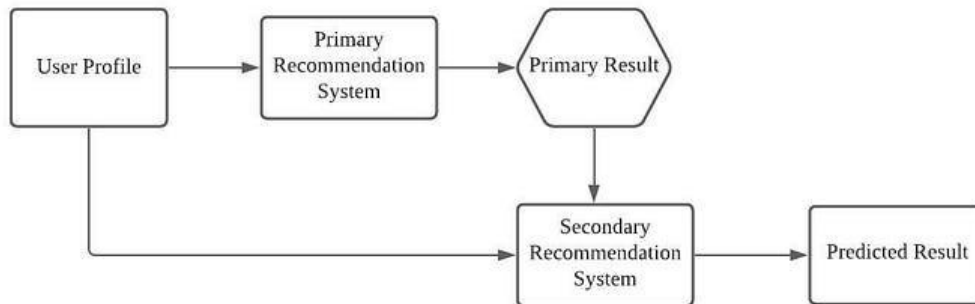 User Profile
Primary
Recommendation
System
Primary Result
Secondary
Recommendation
System
Predicted Result